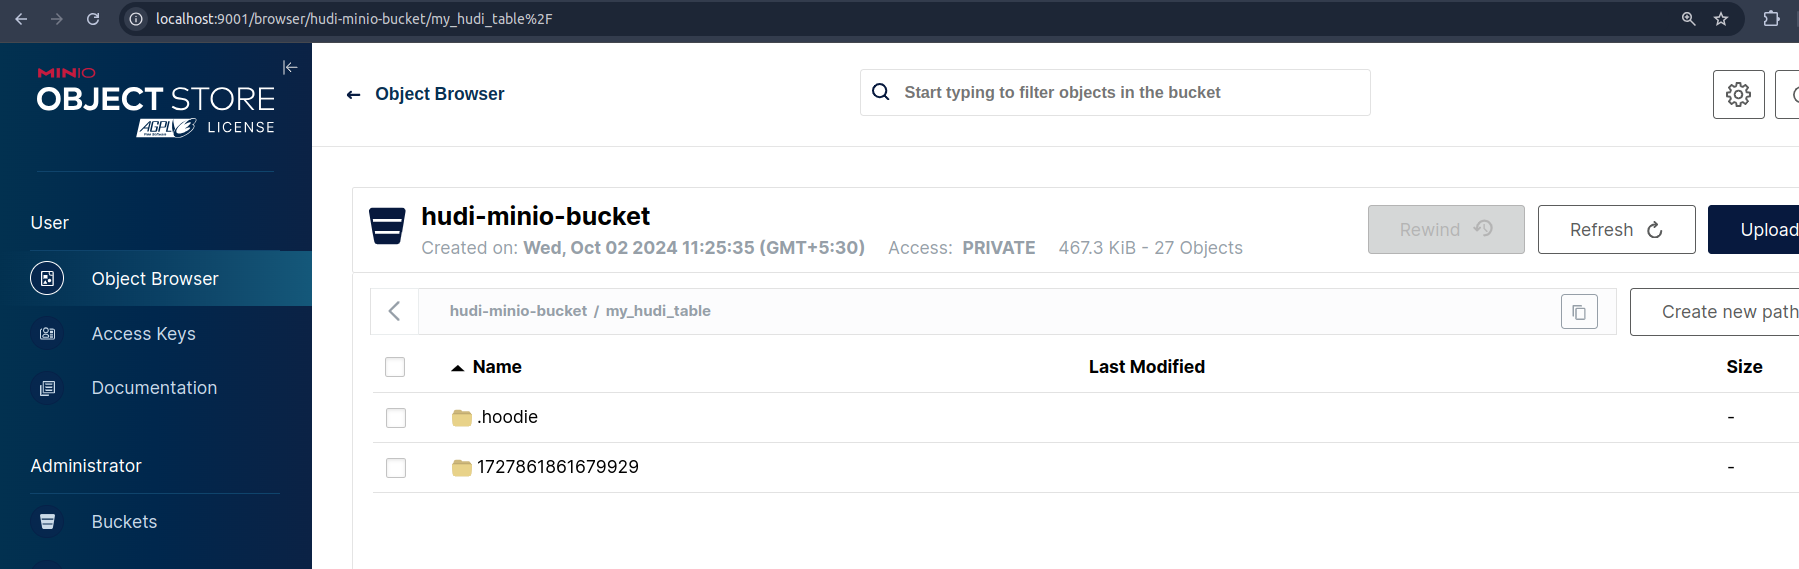 localhost:9001/browser/hudi-minio-bucket/my_hudi_table%2F
MINIO
OBJECT STORE
AGPL v3 LICENSE
User
Object Browser
Access Keys
Documentation
Administrator
Buckets
Object Browser
Start typing to filter objects in the bucket
hudi-minio-bucket
Created on: Wed, Oct 02 2024 11:25:35 (GMT+5:30) Access: PRIVATE 467.3 KiB - 27 Objects
Rewind Refresh Upload
hudi-minio-bucket / my_hudi_table
Create new path
Name Last Modified Size
.hoodie -
1727861861679929 -